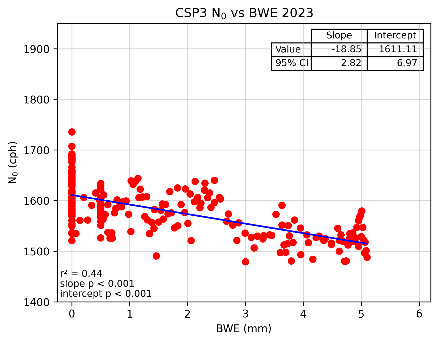 CSP3 N₀ vs BWE 2023
Slope Intercept
Value -18.85 1611.11
95% CI 2.82 6.97
N₀ (cph)
1900
1800
1700
1600
1500
1400
r² = 0.44
slope p < 0.001
intercept p < 0.001
0 1 2 3 4 5 6
BWE (mm)